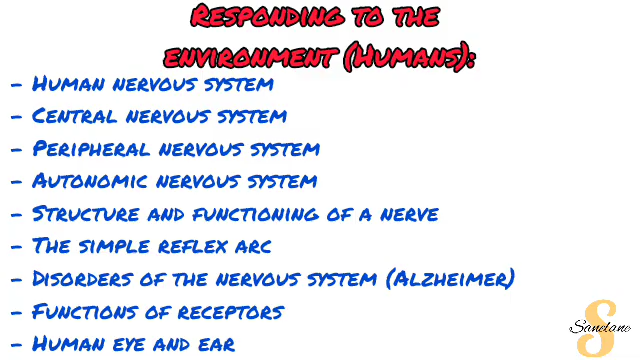 Responding to the
environment (Humans):
- Human nervous system
- Central nervous system
- Peripheral nervous system
- Autonomic nervous system
- Structure and functioning of a nerve
- The simple reflex arc
- Disorders of the nervous system (Alzheimer)
- Functions of receptors
- Human eye and ear
S
Sanelano